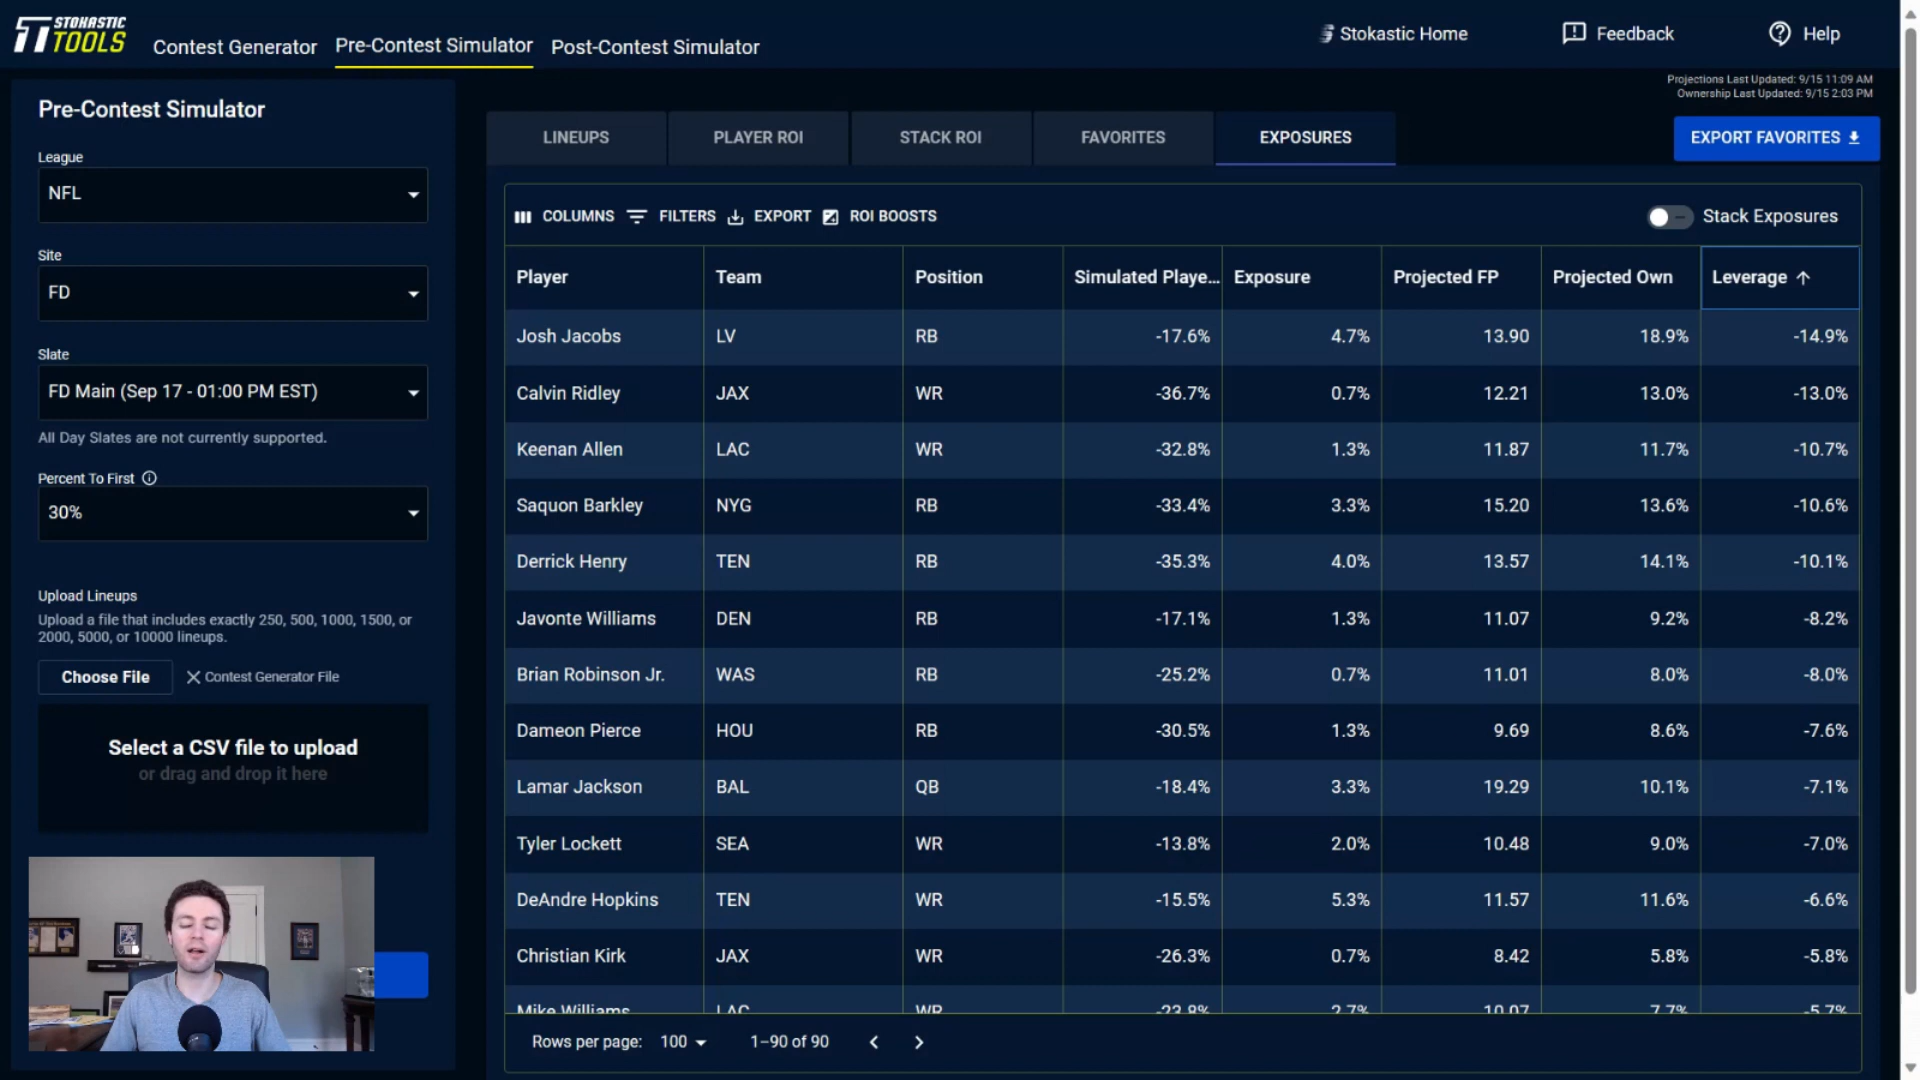 STOKASTIC
TOOLS
Contest Generator
Pre-Contest Simulator
Post-Contest Simulator
Stokastic Home
Feedback
Help
Projections Last Updated: 9/15 11:09 AM
Ownership Last Updated: 9/15 2:03 PM
Pre-Contest Simulator
League
NFL
Site
FD
Slate
FD Main (Sep 17 - 01:00 PM EST)
All Day Slates are not currently supported.
Percent To First
30%
Upload Lineups
Upload a file that includes exactly 250, 500, 1000, 1500, or
2000, 5000, or 10000 lineups.
Choose File
Contest Generator File
Select a CSV file to upload
or drag and drop it here
LINEUPS
PLAYER ROI
STACK ROI
FAVORITES
EXPOSURES
EXPORT FAVORITES
COLUMNS
FILTERS
EXPORT
ROI BOOSTS
Stack Exposures
Player Team Position Simulated Playe... Exposure Projected FP Projected Own Leverage
Josh Jacobs LV RB -17.6% 4.7% 13.90 18.9% -14.9%
Calvin Ridley JAX WR -36.7% 0.7% 12.21 13.0% -13.0%
Keenan Allen LAC WR -32.8% 1.3% 11.87 11.7% -10.7%
Saquon Barkley NYG RB -33.4% 3.3% 15.20 13.6% -10.6%
Derrick Henry TEN RB -35.3% 4.0% 13.57 14.1% -10.1%
Javonte Williams DEN RB -17.1% 1.3% 11.07 9.2% -8.2%
Brian Robinson Jr. WAS RB -25.2% 0.7% 11.01 8.0% -8.0%
Dameon Pierce HOU RB -30.5% 1.3% 9.69 8.6% -7.6%
Lamar Jackson BAL QB -18.4% 3.3% 19.29 10.1% -7.1%
Tyler Lockett SEA WR -13.8% 2.0% 10.48 9.0% -7.0%
DeAndre Hopkins TEN WR -15.5% 5.3% 11.57 11.6% -6.6%
Christian Kirk JAX WR -26.3% 0.7% 8.42 5.8% -5.8%
Mike Williams LAC WR -23.8% 2.7% 10.07 7.7% -5.7%
Rows per page: 100 1–90 of 90